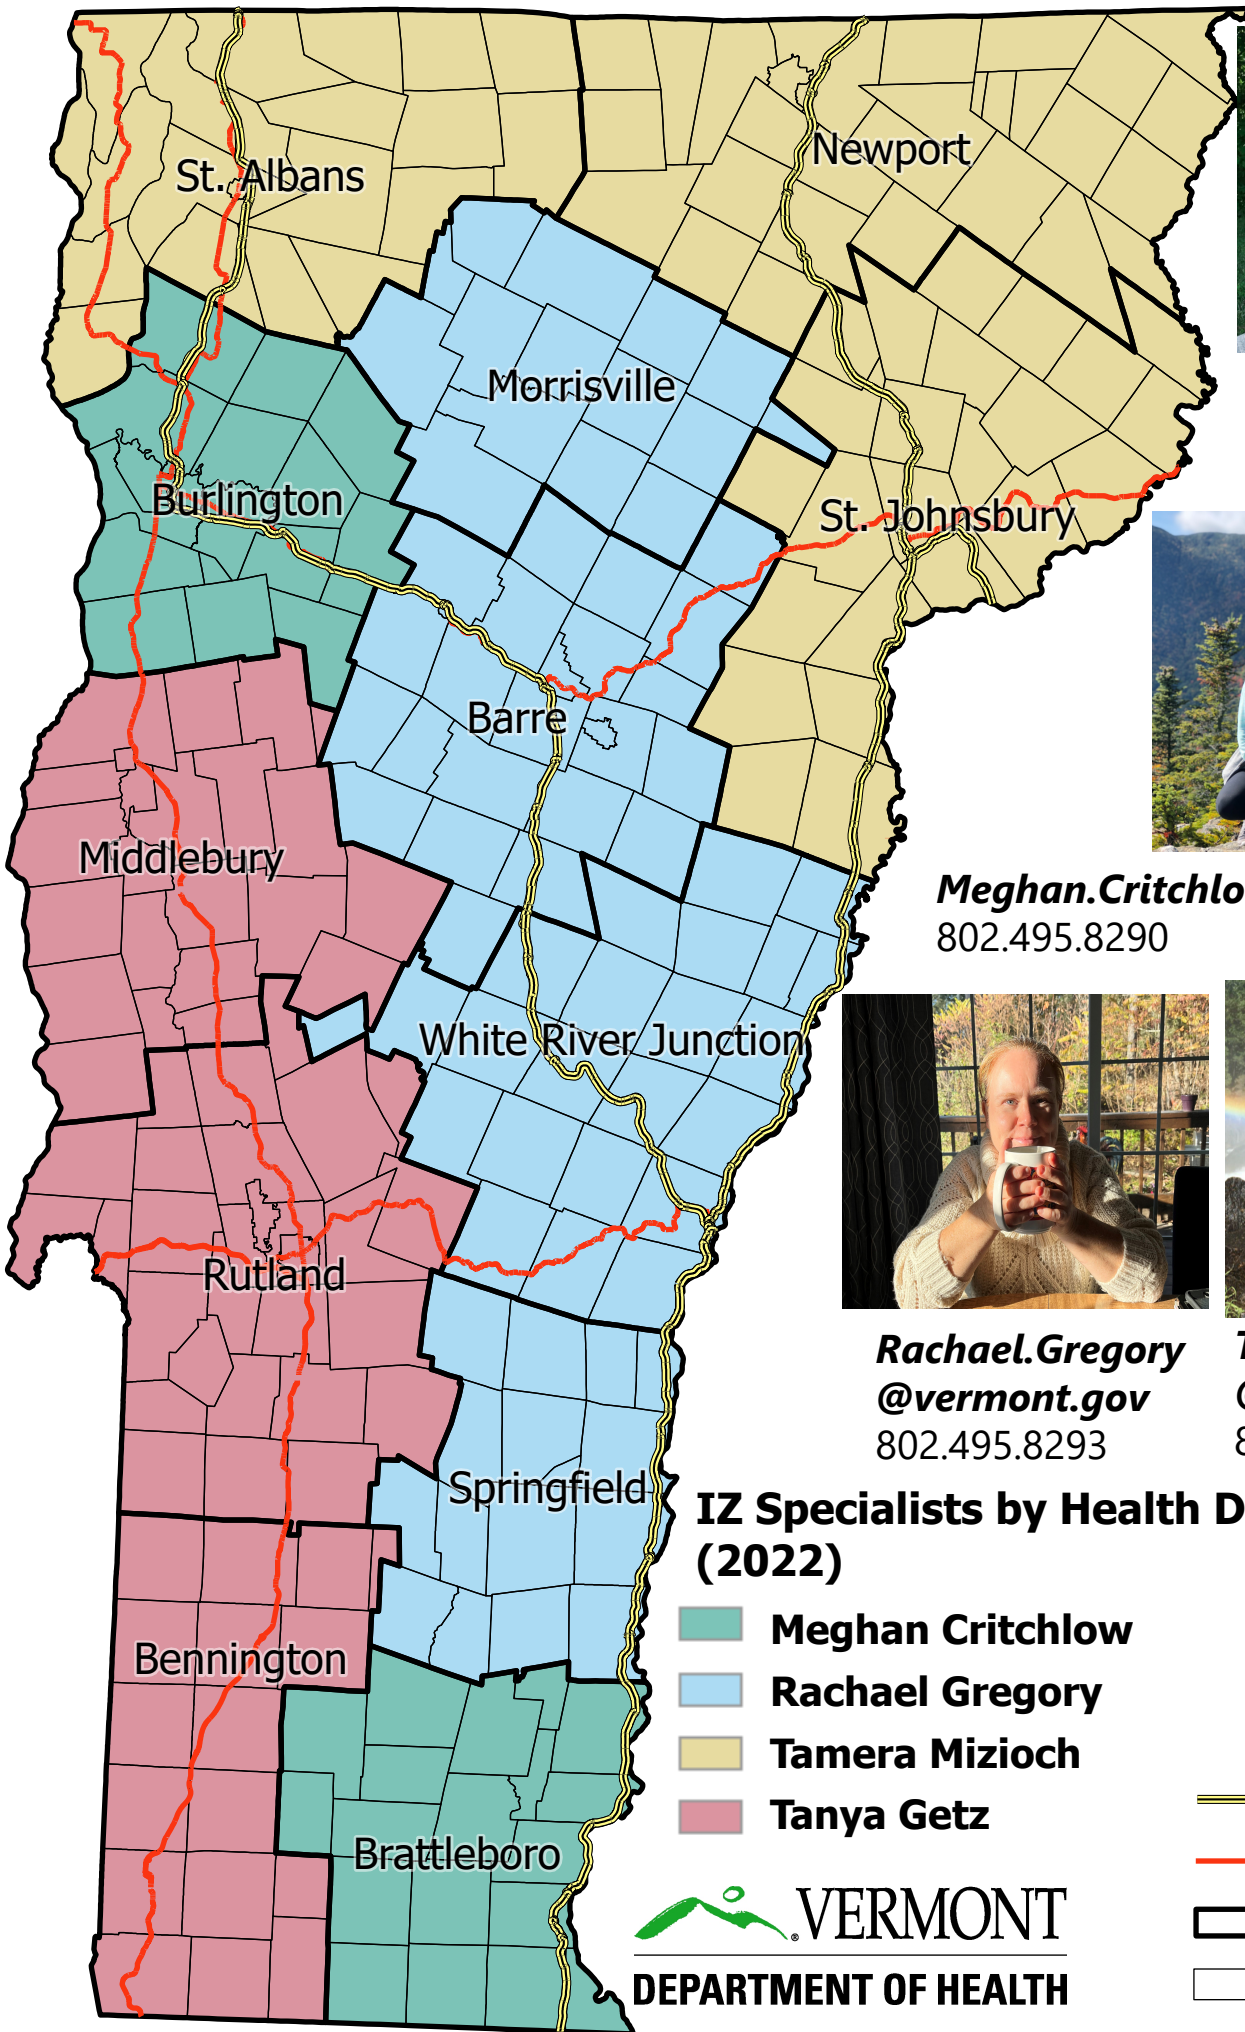 St. Albans
Newport
Morrisville
Burlington
St. Johnsbury
Barre
Middlebury
Meghan.Critchlo
802.495.8290
White River Junction
Rutland
Rachael.Gregory
@vermont.gov
802.495.8293
Springfield
IZ Specialists by Health D
(2022)
Meghan Critchlow
Bennington
Rachael Gregory
Tamera Mizioch
Tanya Getz
Brattleboro
VERMONT
DEPARTMENT OF HEALTH